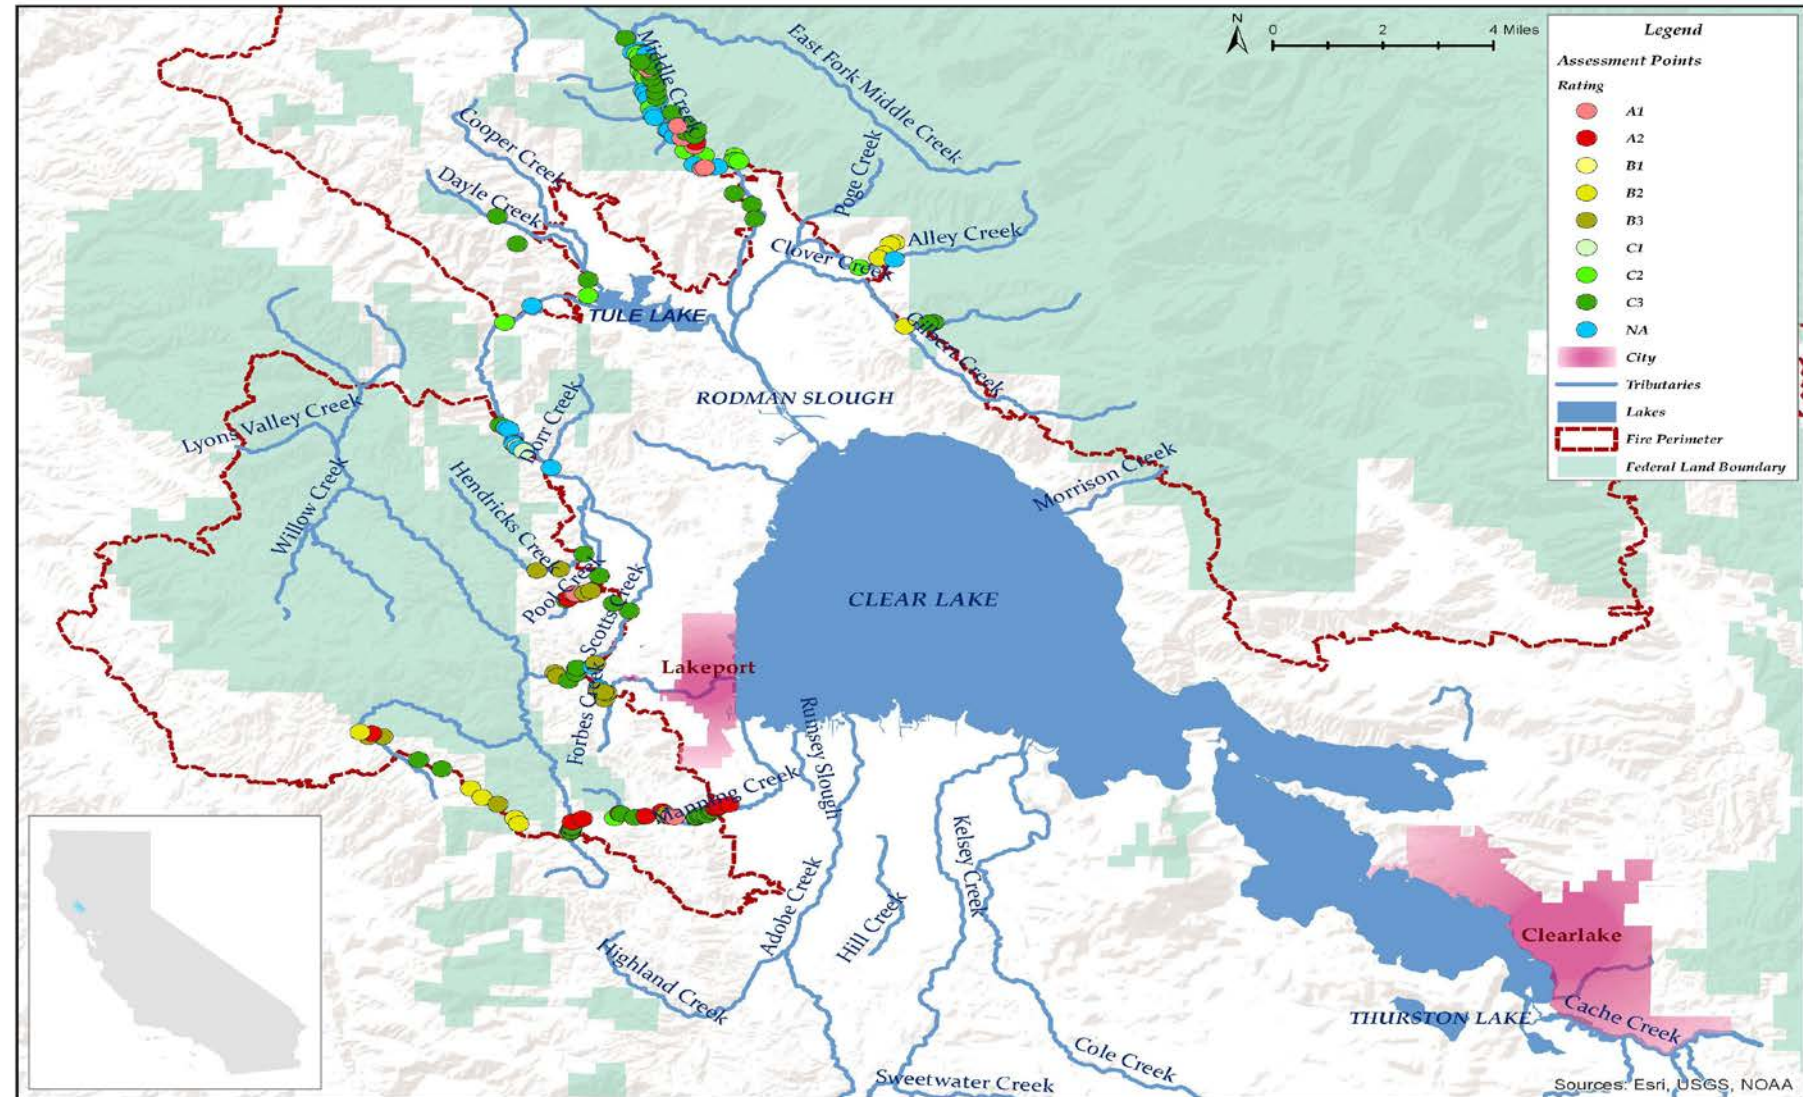 N
0 2 4 Miles
Legend
Assessment Points
Rating
A1
A2
B1
B2
B3
C1
C2
C3
NA
City
Tributaries
Lakes
Fire Perimeter
Federal Land Boundary
Middle Creek
East Fork Middle Creek
Cooper Creek
Dayle Creek
Poge Creek
Alley Creek
Clover Creek
TULE LAKE
Gilbert Creek
RODMAN SLOUGH
Lyons Valley Creek
Dorr Creek
Willow Creek
Hendricks Creek
Morrison Creek
Pool Creek
Scotts Creek
CLEAR LAKE
Lakeport
Forbes Creek
Rumsey Slough
Manning Creek
Kelsey Creek
Adobe Creek
Hill Creek
Highland Creek
Clearlake
THURSTON LAKE
Cache Creek
Cole Creek
Sweetwater Creek
Sources: Esri, USGS, NOAA